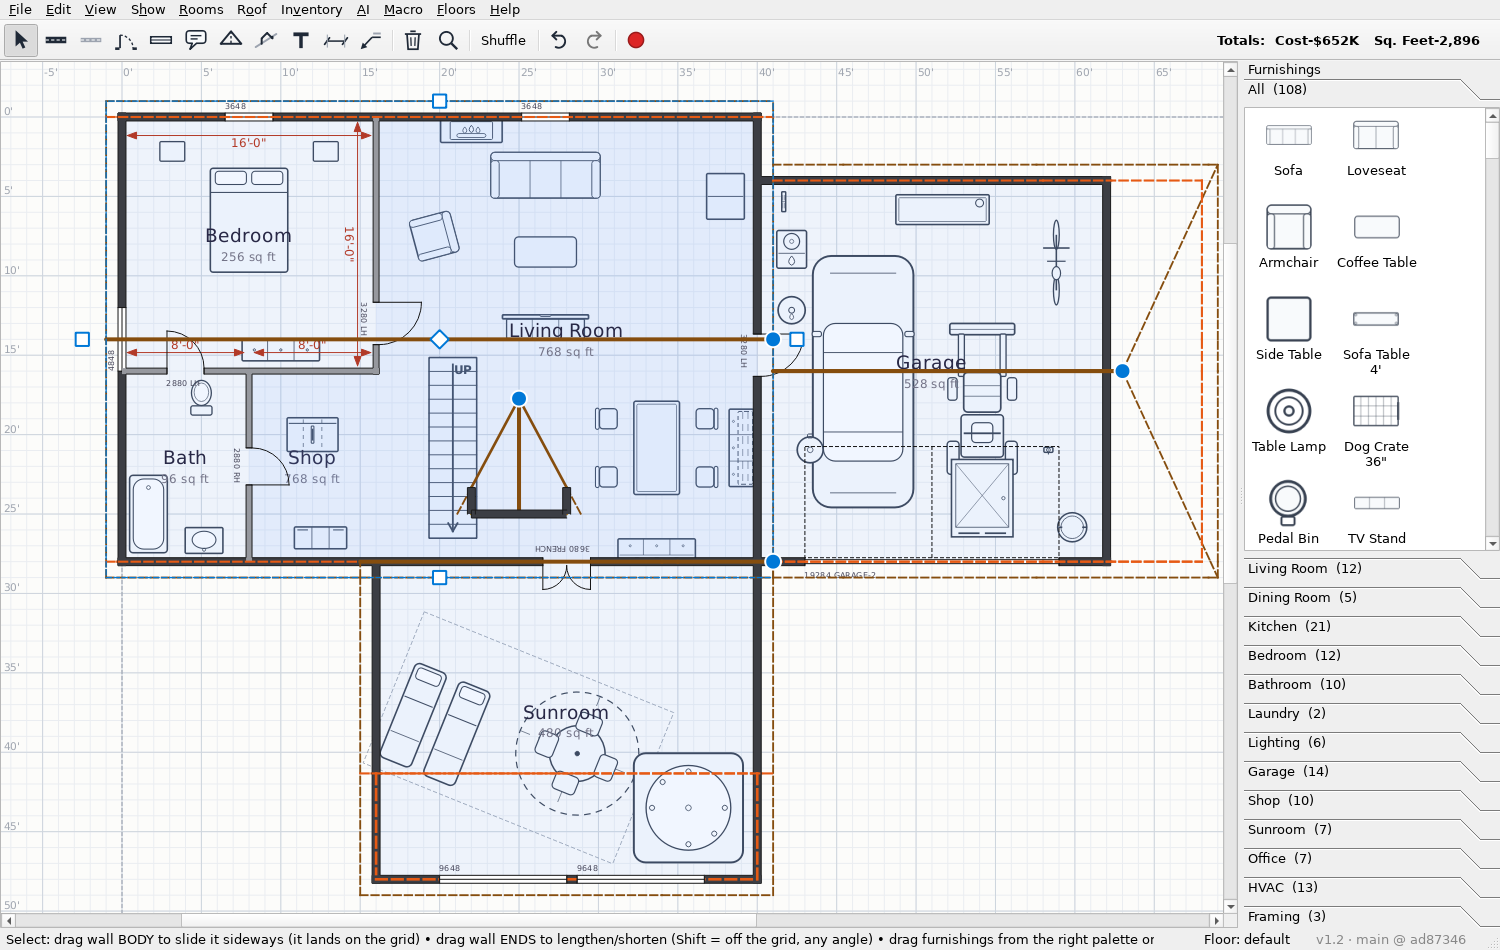 File Edit View Show Rooms Roof Inventory AI Macro Floors Help
T Shuffle Totals: Cost-$652K Sq. Feet-2,896
-5' 0' 5' 10' 15' 20' 25' 30' 35' 40' 45' 50' 55' 60' 65'
0'
5'
10'
15'
20'
25'
30'
35'
40'
45'
50'
3648 3648
16'-0"
16'-0"
Bedroom
256 sq ft
3280 LH
8'-0" 8'-0"
4848
2880 LH
Living Room
768 sq ft
3280 LH
UP
Garage
528 sq ft
Bath
96 sq ft
2880 RH
Shop
768 sq ft
3680 FRENCH
19284 GARAGE-2
Sunroom
480 sq ft
9648 9648
Furnishings
All (108)
Sofa Loveseat
Armchair Coffee Table
Side Table Sofa Table
4'
Table Lamp Dog Crate
36"
Pedal Bin TV Stand
Living Room (12)
Dining Room (5)
Kitchen (21)
Bedroom (12)
Bathroom (10)
Laundry (2)
Lighting (6)
Garage (14)
Shop (10)
Sunroom (7)
Office (7)
HVAC (13)
Framing (3)
Select: drag wall BODY to slide it sideways (it lands on the grid) • drag wall ENDS to lengthen/shorten (Shift = off the grid, any angle) • drag furnishings from the right palette or
Floor: default v1.2 · main @ ad87346